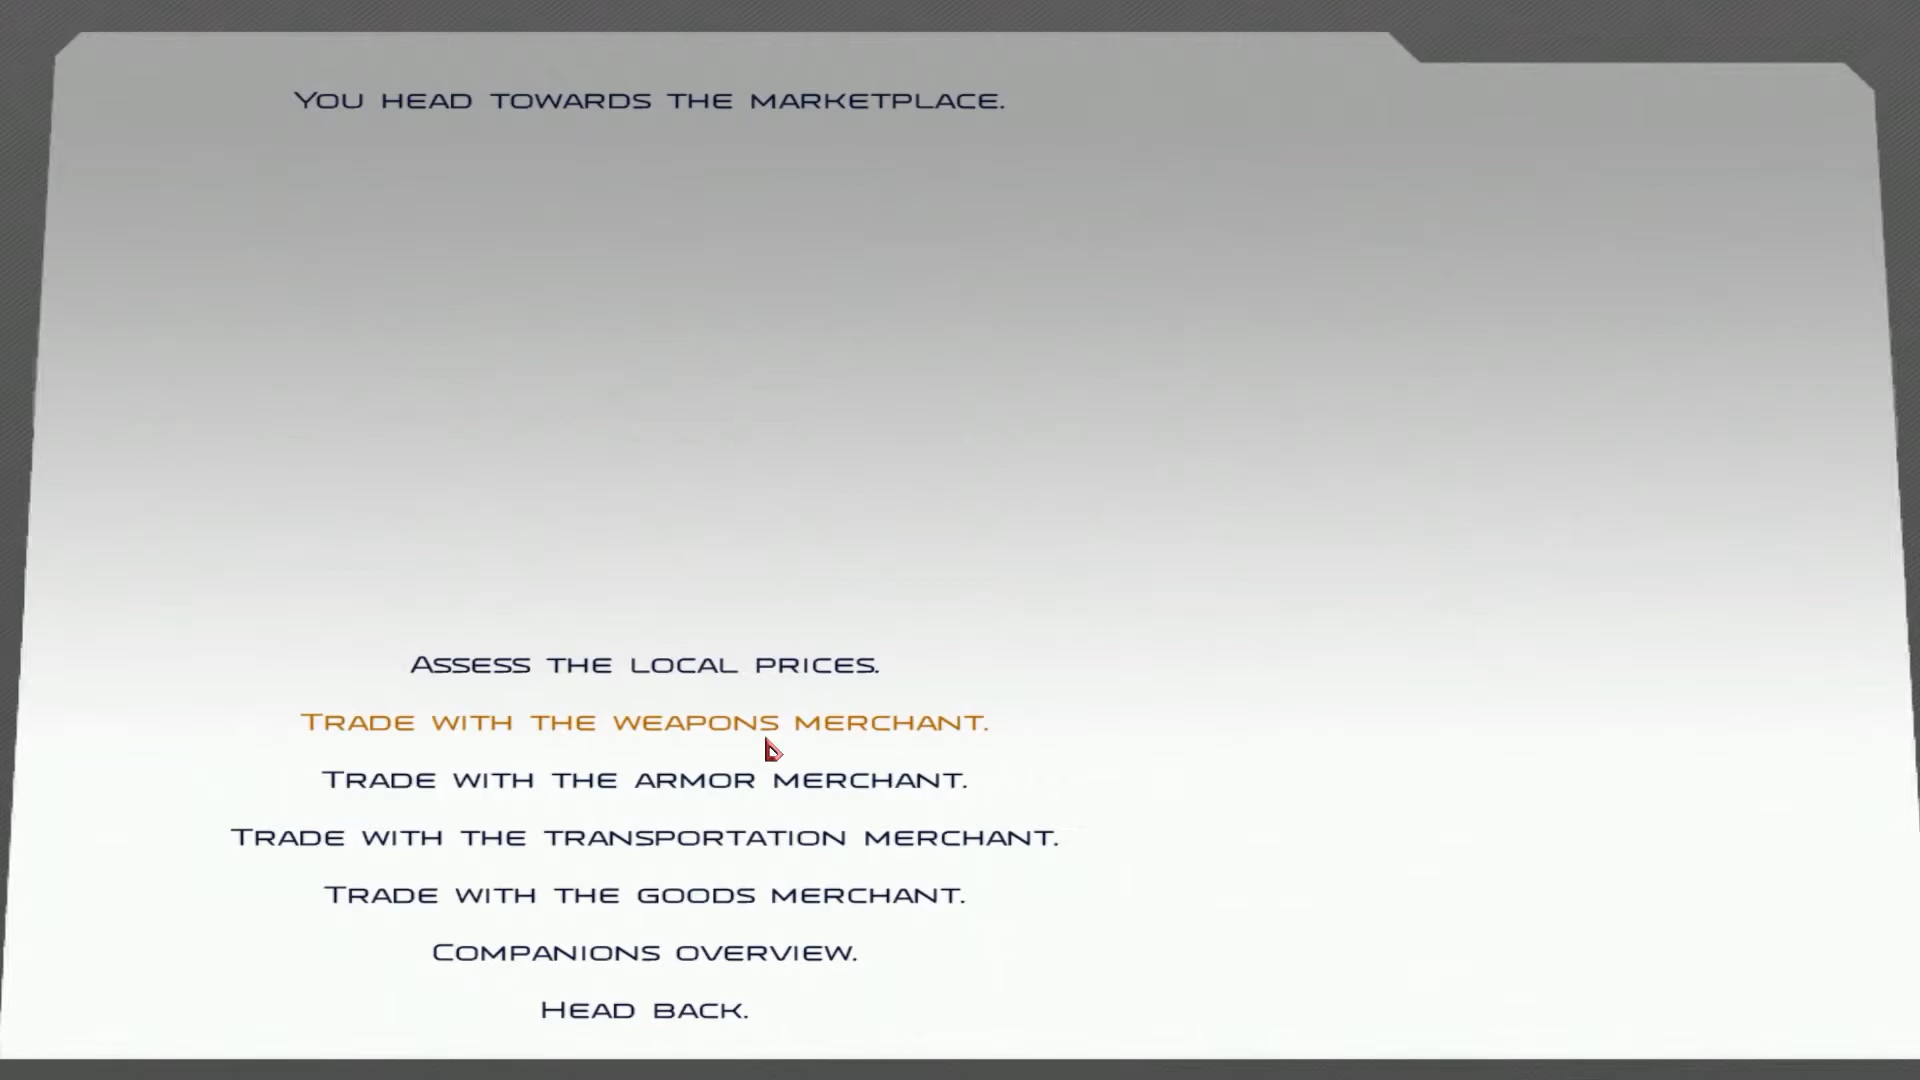 You head towards the marketplace.
Assess the local prices.
Trade with the weapons merchant.
Trade with the armor merchant.
Trade with the transportation merchant.
Trade with the goods merchant.
Companions overview.
Head back.